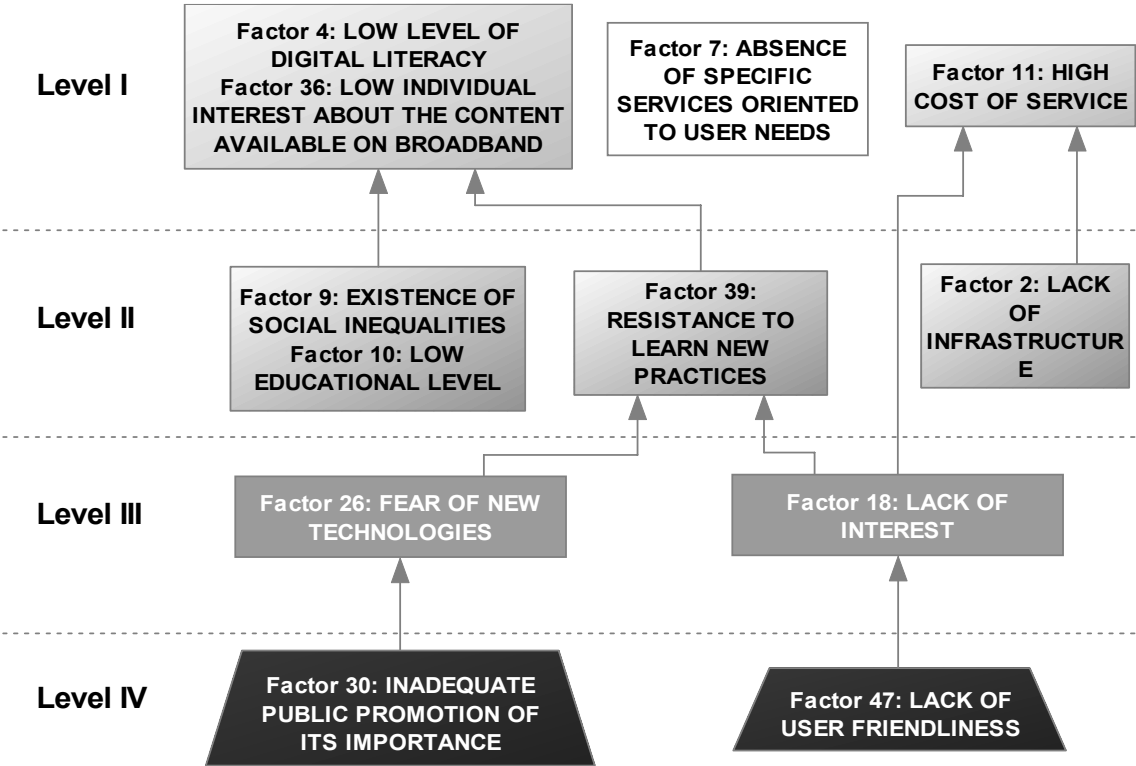 Level I
Factor 4: LOW LEVEL OF
DIGITAL LITERACY
Factor 36: LOW INDIVIDUAL
INTEREST ABOUT THE CONTENT
AVAILABLE ON BROADBAND
Factor 7: ABSENCE
OF SPECIFIC
SERVICES ORIENTED
TO USER NEEDS
Factor 11: HIGH
COST OF SERVICE
Level II
Factor 9: EXISTENCE OF
SOCIAL INEQUALITIES
Factor 10: LOW
EDUCATIONAL LEVEL
Factor 39:
RESISTANCE TO
LEARN NEW
PRACTICES
Factor 2: LACK
OF
INFRASTRUCTUR
E
Level III
Factor 26: FEAR OF NEW
TECHNOLOGIES
Factor 18: LACK OF
INTEREST
Level IV
Factor 30: INADEQUATE
PUBLIC PROMOTION OF
ITS IMPORTANCE
Factor 47: LACK OF
USER FRIENDLINESS